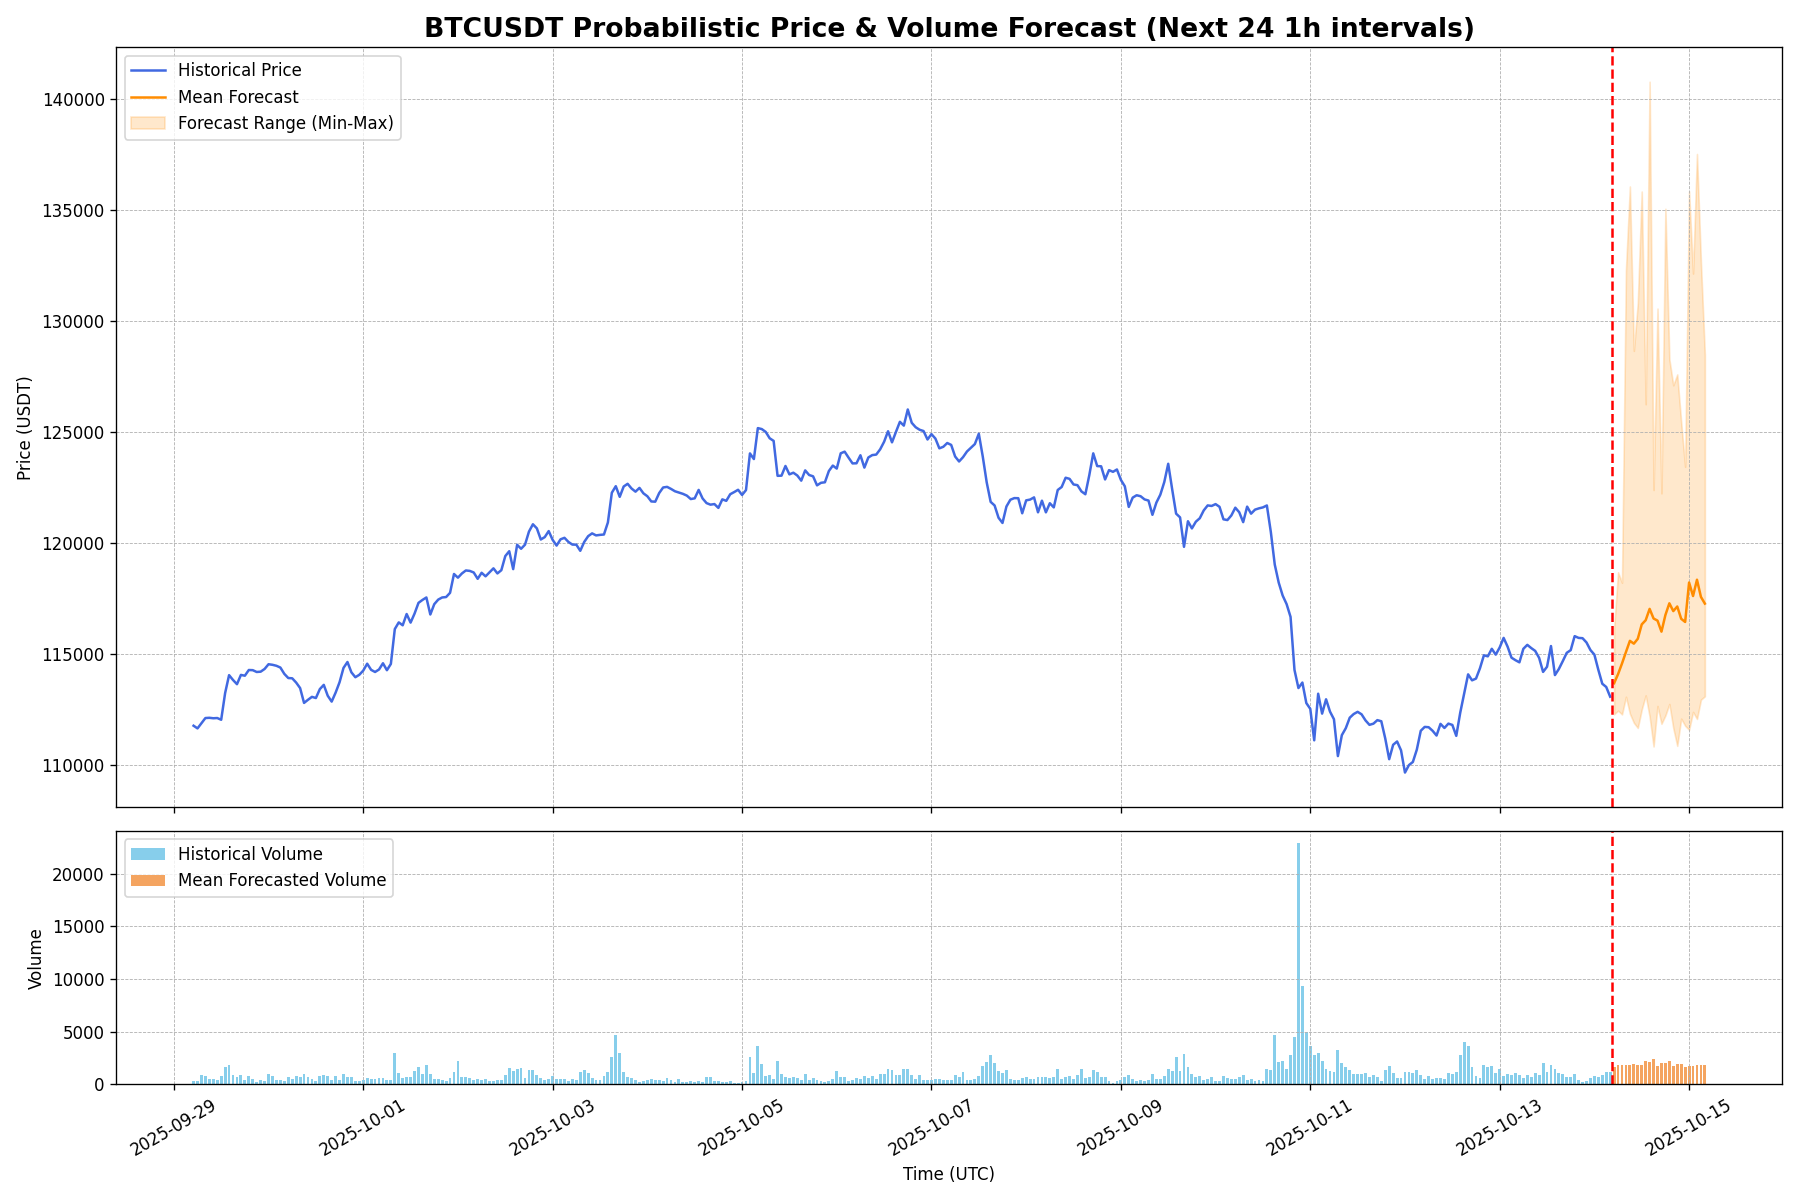 BTCUSDT Probabilistic Price & Volume Forecast (Next 24 1h intervals)
Historical Price
Mean Forecast
Forecast Range (Min-Max)
140000
135000
130000
125000
120000
115000
110000
Price (USDT)
Historical Volume
Mean Forecasted Volume
20000
15000
10000
5000
0
Volume
2025-09-29
2025-10-01
2025-10-03
2025-10-05
2025-10-07
2025-10-09
2025-10-11
2025-10-13
2025-10-15
Time (UTC)